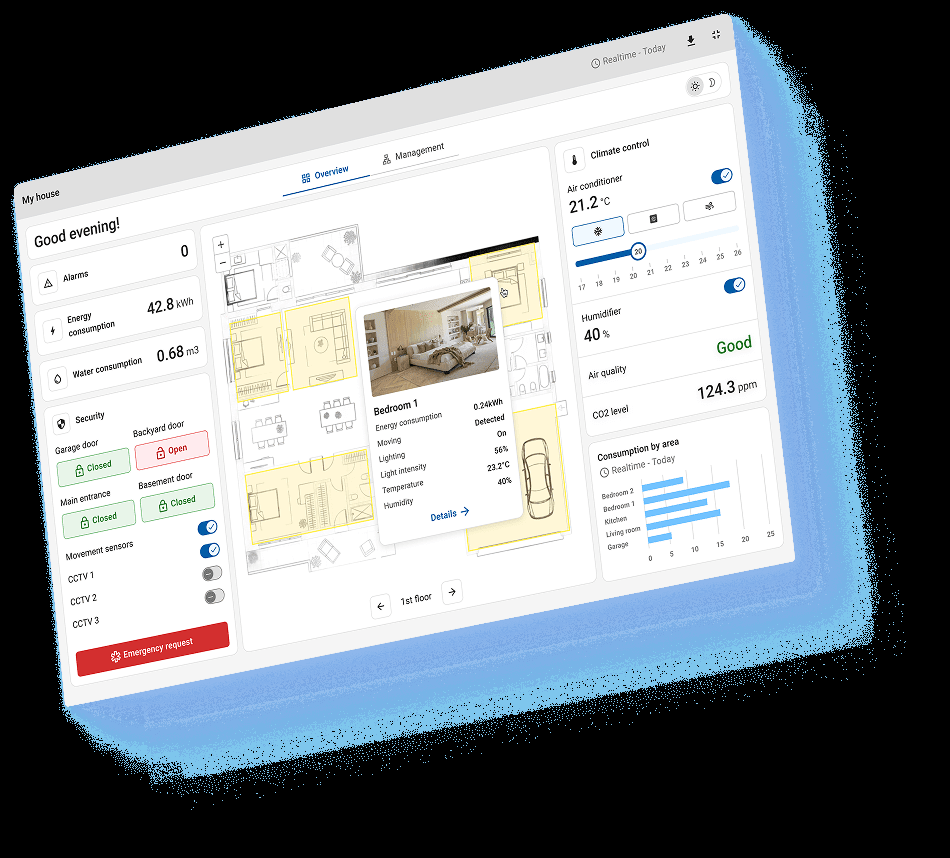 My house
Realtime - Today
Overview
Management
Good evening!
Alarms
0
Energy
consumption
42.8 kWh
Water consumption
0.68 m3
Security
Garage door
Closed
Backyard door
Open
Main entrance
Closed
Basement door
Closed
Movement sensors
CCTV 1
CCTV 2
CCTV 3
Emergency request
+
−
Bedroom 1
Energy consumption
0.24kWh
Moving
Detected
Lighting
On
Light intensity
56%
Temperature
23.2°C
Humidity
40%
Details →
← 1st floor →
Climate control
Air conditioner
21.2 °C
20
17 18 19 20 21 22 23 24 25 26
Humidifier
40 %
Air quality
Good
CO2 level
124.3 ppm
Consumption by area
Realtime - Today
Bedroom 2
Bedroom 1
Kitchen
Living room
Garage
0 5 10 15 20 25